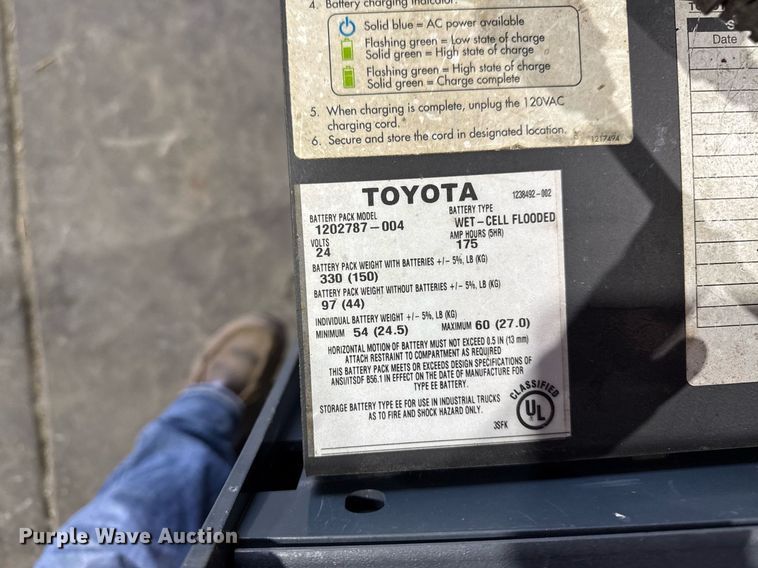 4. Battery charging indicator:
Solid blue = AC power available
Flashing green = Low state of charge
Solid green = High state of charge
Flashing green = High state of charge
Solid green = Charge complete
5. When charging is complete, unplug the 120VAC
charging cord.
6. Secure and store the cord in designated location.
1217494
Date
TOYOTA
1238492-002
BATTERY PACK MODEL
1202787-004
BATTERY TYPE
WET-CELL FLOODED
VOLTS
24
AMP HOURS (5HR)
175
BATTERY PACK WEIGHT WITH BATTERIES +/- 5%, LB (KG)
330 (150)
BATTERY PACK WEIGHT WITHOUT BATTERIES +/- 5%, LB (KG)
97 (44)
INDIVIDUAL BATTERY WEIGHT +/- 5%, LB (KG)
MINIMUM 54 (24.5) MAXIMUM 60 (27.0)
HORIZONTAL MOTION OF BATTERY MUST NOT EXCEED 0.5 IN (13 mm)
ATTACH RESTRAINT TO COMPARTMENT AS REQUIRED
THIS BATTERY PACK MEETS OR EXCEEDS DESIGN SPECIFICATIONS OF
ANSI/ITSDF B56.1 IN EFFECT ON THE DATE OF MANUFACTURE FOR
TYPE EE BATTERY.
STORAGE BATTERY TYPE EE FOR USE IN INDUSTRIAL TRUCKS
AS TO FIRE AND SHOCK HAZARD ONLY.
CLASSIFIED
UL
3SFK
Purple Wave Auction